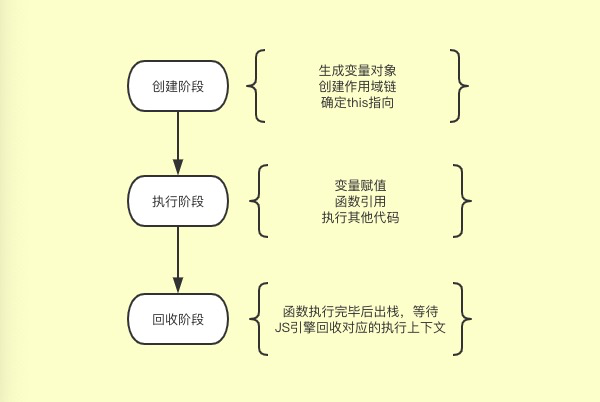 创建阶段
生成变量对象
创建作用域链
确定this指向
执行阶段
变量赋值
函数引用
执行其他代码
回收阶段
函数执行完毕后出栈，等待
JS引擎回收对应的执行上下文